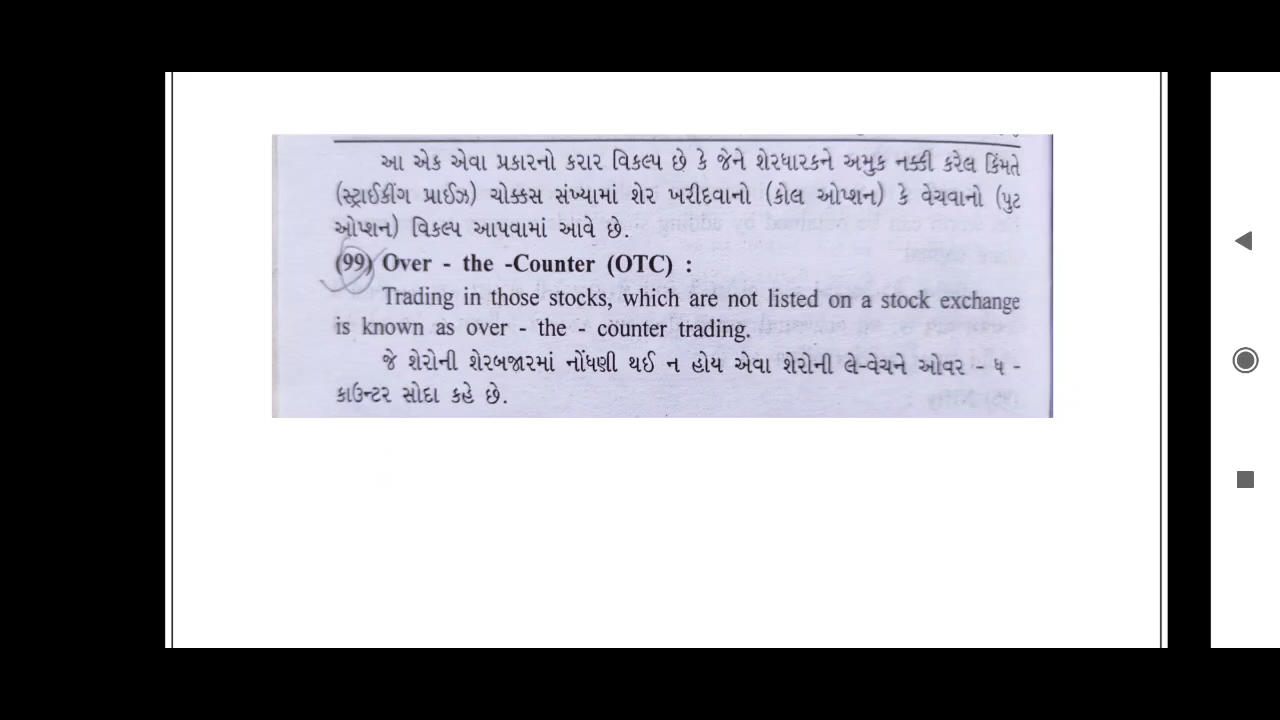 આ એક એવા પ્રકારનો કરાર વિકલ્પ છે કે જેને શેરધારકને અમુક નક્કી કરેલ કિંમતે
(સ્ટ્રાઈકીંગ પ્રાઈઝ) ચોક્કસ સંખ્યામાં શેર ખરીદવાનો (કોલ ઓપ્શન) કે વેચવાનો (પુટ
ઓપ્શન) વિકલ્પ આપવામાં આવે છે.
(99) Over - the -Counter (OTC) :
Trading in those stocks, which are not listed on a stock exchange
is known as over - the - counter trading.
જે શેરોની શેરબજારમાં નોંધણી થઈ ન હોય એવા શેરોની લે-વેચને ઓવર - ધ -
કાઉન્ટર સોદા કહે છે.